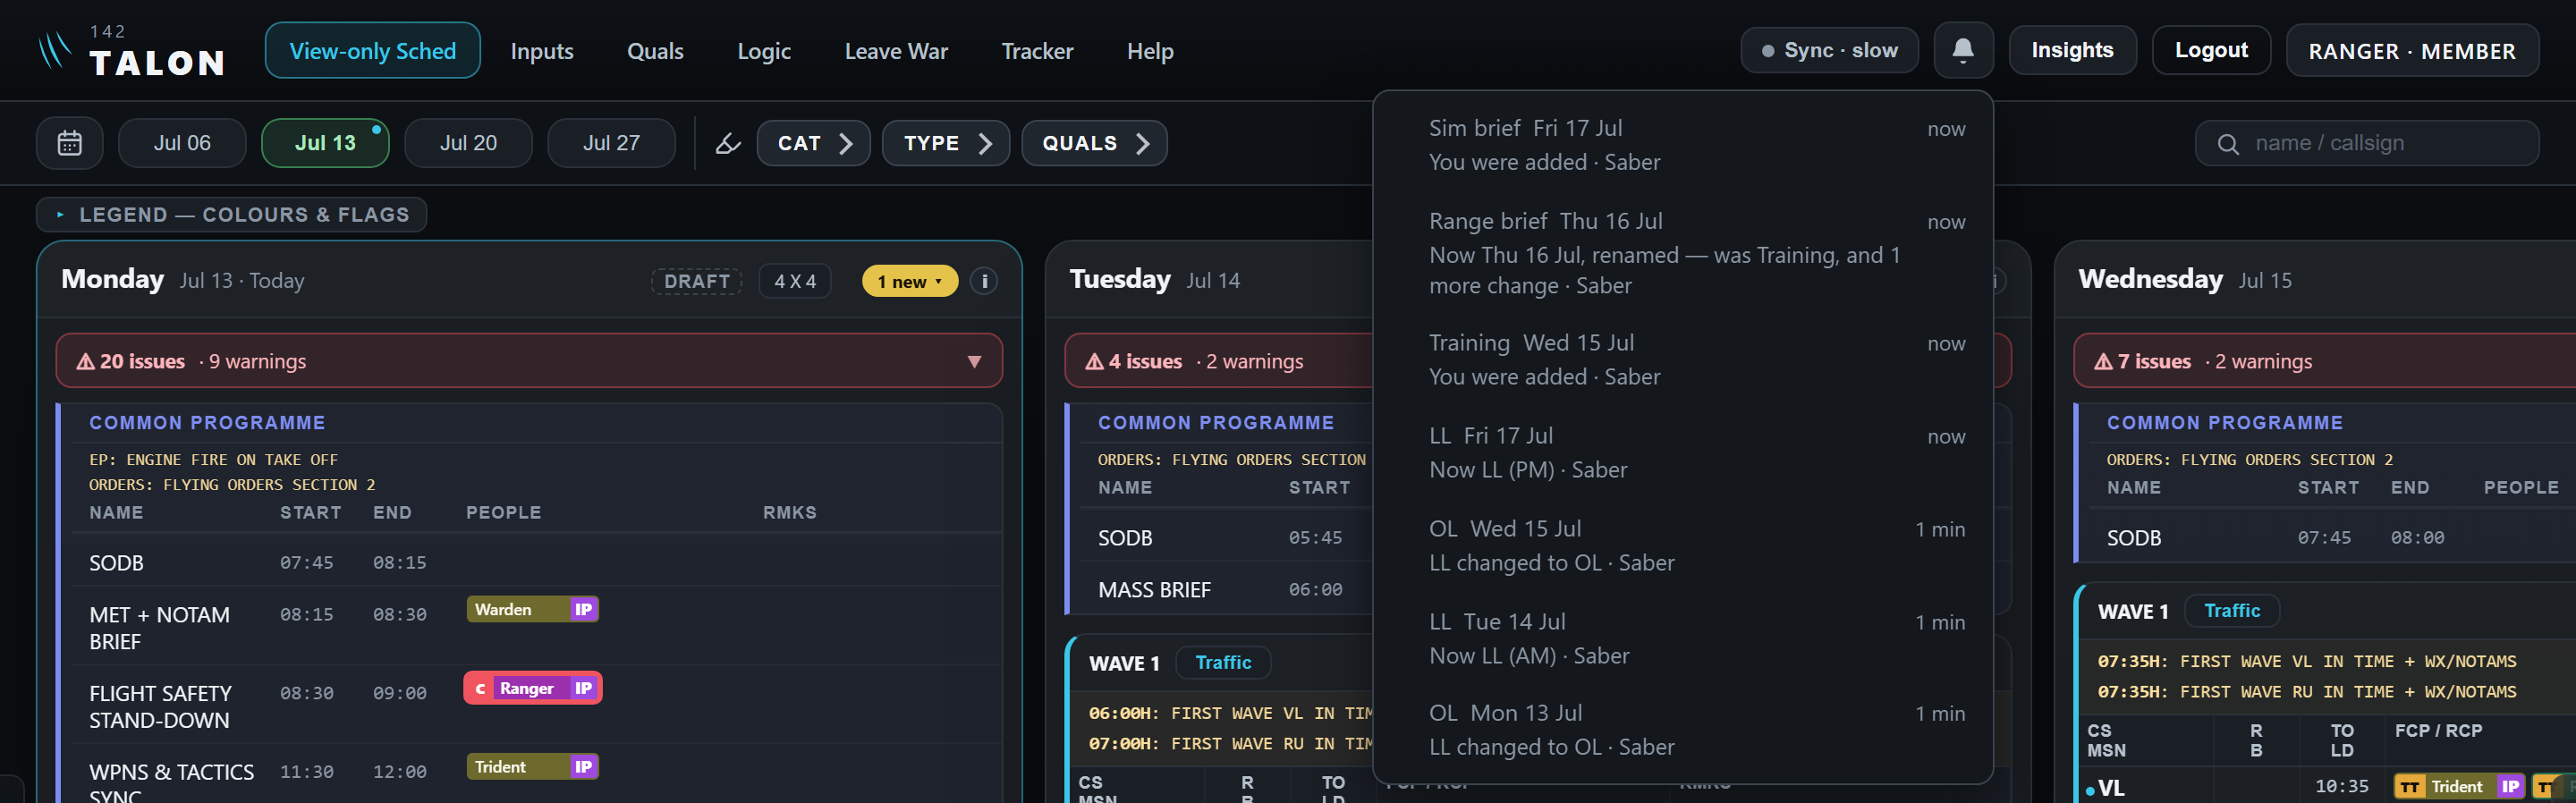 142
TALON
View-only Sched
Inputs
Quals
Logic
Leave War
Tracker
Help
Sync · slow
Insights
Logout
RANGER · MEMBER
Jul 06
Jul 13
Jul 20
Jul 27
CAT
TYPE
QUALS
name / callsign
LEGEND — COLOURS & FLAGS
Monday Jul 13 · Today
DRAFT
4 X 4
1 new
i
20 issues · 9 warnings
COMMON PROGRAMME
EP: ENGINE FIRE ON TAKE OFF
ORDERS: FLYING ORDERS SECTION 2
NAME START END PEOPLE RMKS
SODB 07:45 08:15
MET + NOTAM 08:15 08:30 Warden IP
BRIEF
FLIGHT SAFETY 08:30 09:00 C Ranger IP
STAND-DOWN
WPNS & TACTICS 11:30 12:00 Trident IP
SYNC
Tuesday Jul 14
i
4 issues · 2 warnings
COMMON PROGRAMME
ORDERS: FLYING ORDERS SECTION
NAME START
SODB 05:45
MASS BRIEF 06:00
WAVE 1 Traffic
06:00H: FIRST WAVE VL IN TIM
07:00H: FIRST WAVE RU IN TIM
CS R TO
MSN B LD
Sim brief Fri 17 Jul now
You were added · Saber
Range brief Thu 16 Jul now
Now Thu 16 Jul, renamed — was Training, and 1
more change · Saber
Training Wed 15 Jul now
You were added · Saber
LL Fri 17 Jul now
Now LL (PM) · Saber
OL Wed 15 Jul 1 min
LL changed to OL · Saber
LL Tue 14 Jul 1 min
Now LL (AM) · Saber
OL Mon 13 Jul 1 min
LL changed to OL · Saber
Wednesday Jul 15
7 issues · 2 warnings
COMMON PROGRAMME
ORDERS: FLYING ORDERS SECTION 2
NAME START END PEOPLE
SODB 07:45 08:00
WAVE 1 Traffic
07:35H: FIRST WAVE VL IN TIME + WX/NOTAMS
07:35H: FIRST WAVE RU IN TIME + WX/NOTAMS
CS R TO FCP / RCP
MSN B LD
VL 10:35 TT Trident IP TT